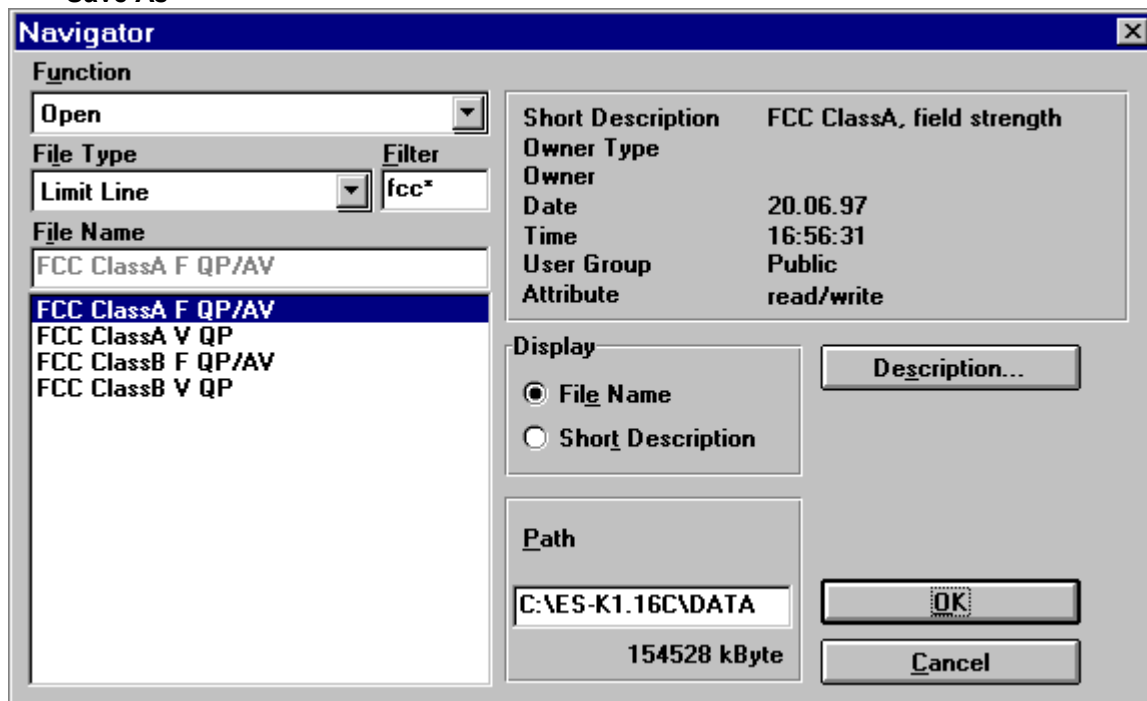 Save As
Navigator
Function
Open
File Type
Filter
Limit Line
fcc*
File Name
FCC ClassA F QP/AV
FCC ClassA F QP/AV
FCC ClassA V QP
FCC ClassB F QP/AV
FCC ClassB V QP
Short Description FCC ClassA, field strength
Owner Type
Owner
Date 20.06.97
Time 16:56:31
User Group Public
Attribute read/write
Display
File Name
Short Description
Description...
Path
C:\ES-K1.16C\DATA
154528 kByte
OK
Cancel